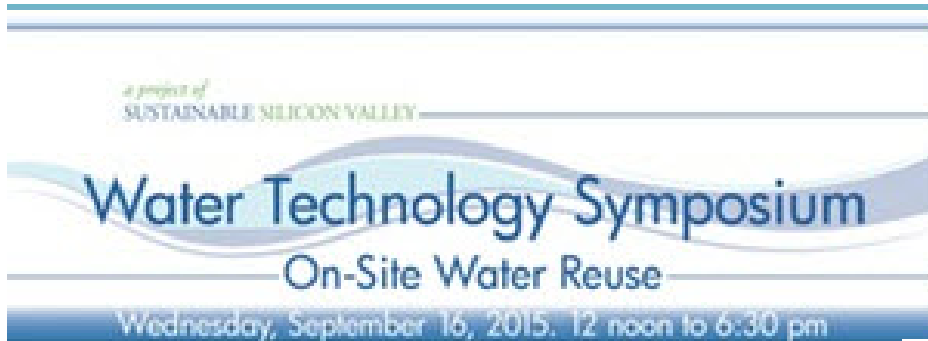 a project of
SUSTAINABLE SILICON VALLEY
Water Technology Symposium
On-Site Water Reuse
Wednesday, September 16, 2015. 12 noon to 6:30 pm